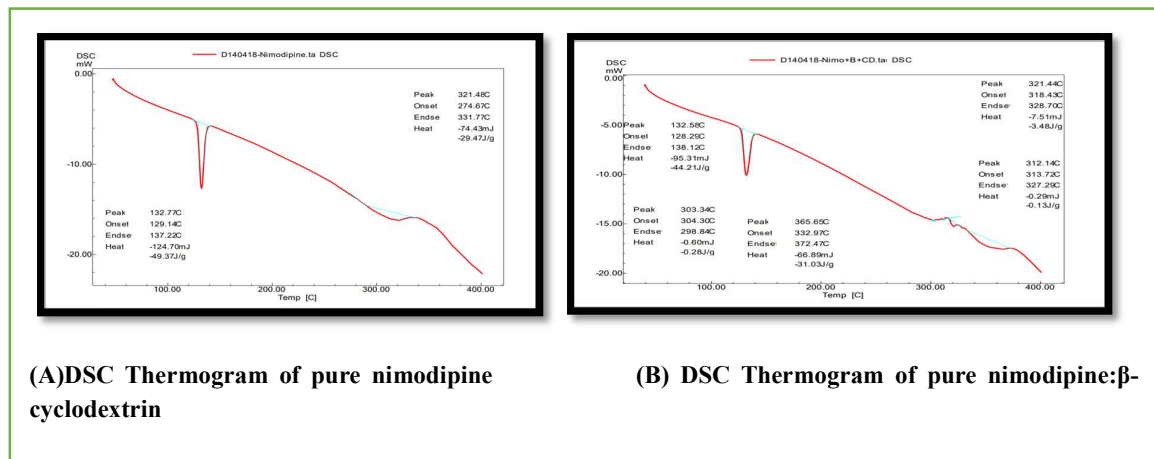 DSC
mW
D140418-Nimodipine.ta DSC
0.00
-10.00
-20.00
Peak 321.48C
Onset 274.67C
Endse 331.77C
Heat -74.43mJ
-29.47J/g
Peak 132.77C
Onset 129.14C
Endse 137.22C
Heat -124.70mJ
-49.37J/g
100.00 200.00 300.00 400.00
Temp [C]
DSC
mW
D140418-Nimo+B+CD.ta DSC
0.00
-5.00
-10.00
-15.00
-20.00
Peak 321.44C
Onset 318.43C
Endse 328.70C
Heat -7.51mJ
-3.48J/g
Peak 132.58C
Onset 128.29C
Endse 138.12C
Heat -95.31mJ
-44.21J/g
Peak 312.14C
Onset 313.72C
Endse 327.29C
Heat -0.29mJ
-0.13J/g
Peak 303.34C
Onset 304.30C
Endse 298.84C
Heat -0.60mJ
-0.28J/g
Peak 365.65C
Onset 332.97C
Endse 372.47C
Heat -66.89mJ
-31.03J/g
100.00 200.00 300.00 400.00
Temp [C]
(A)DSC Thermogram of pure nimodipine (B) DSC Thermogram of pure nimodipine:β-
cyclodextrin